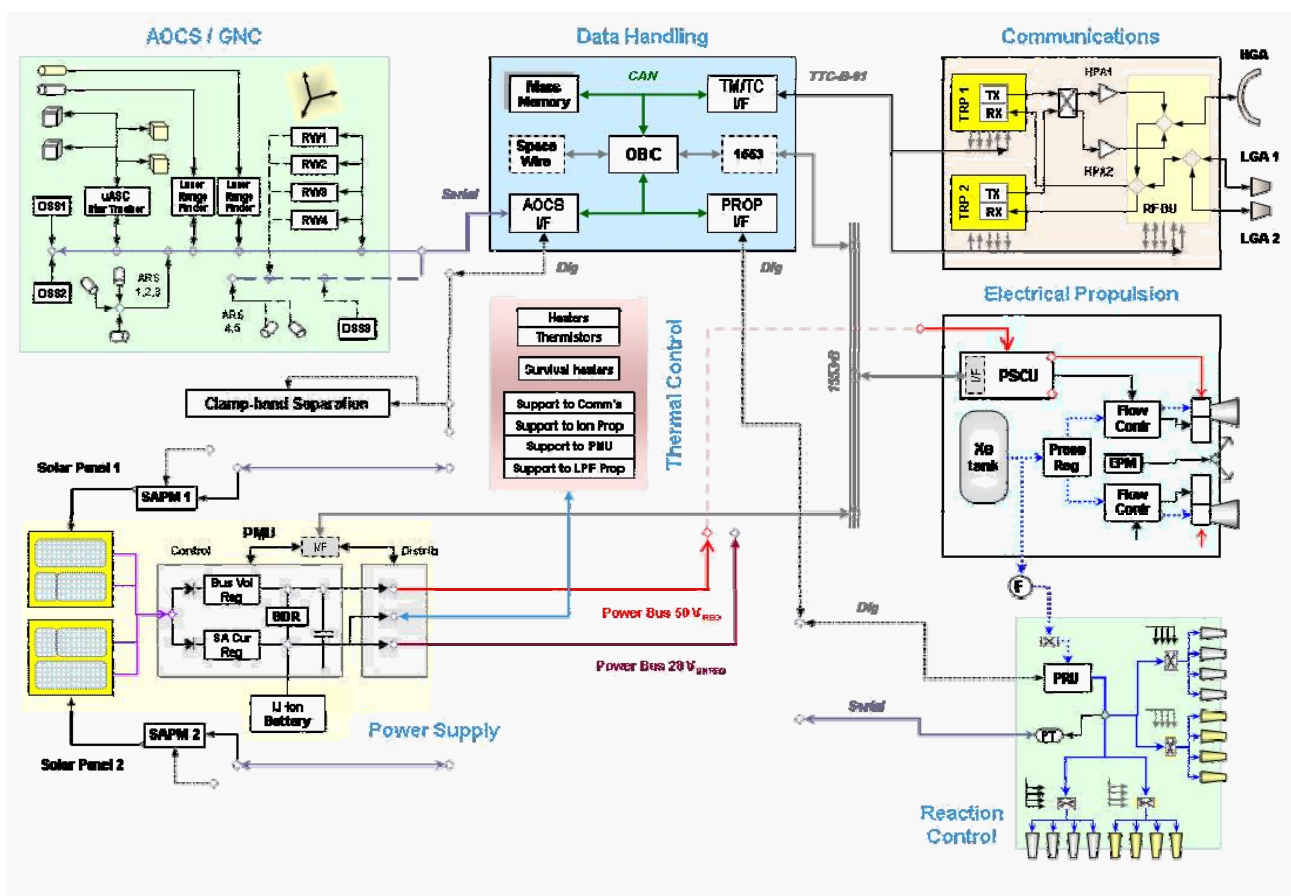 AOCS / GNC
Data Handling
Communications
CAN
Mass
Memory
TM/TC
I/F
Space
Wire
OBC
1553
AOCS
I/F
PROP
I/F
Serial
Dig
Dig
TTC-B-01
TRP 1
TX
RX
TRP 2
TX
RX
HPA1
HPA2
RFDU
HGA
LGA 1
LGA 2
RW1
RW2
RW3
RW4
OSS1
µASC
Star Tracker
Laser
Range
Finder
Laser
Range
Finder
OSS2
ARS
1,2,3
ARS
4,5
OSS3
Heaters
Thermistors
Survival heaters
Support to Comm's
Support to Ion Prop
Support to PMU
Support to LPF Prop
Thermal Control
1553-B
Clamp-band Separation
Electrical Propulsion
I/F
PSCU
Xe
tank
Press
Reg
Flow
Contr
EPM
Flow
Contr
F
Solar Panel 1
SAPM 1
PMU
Control
I/F
Distrib
Bus Vol
Reg
BDR
SA Cur
Reg
Li-Ion
Battery
Power Bus 50 V REG
Power Bus 28 V UNREG
SAPM 2
Solar Panel 2
Power Supply
Dig
PRU
Serial
PT
Reaction
Control